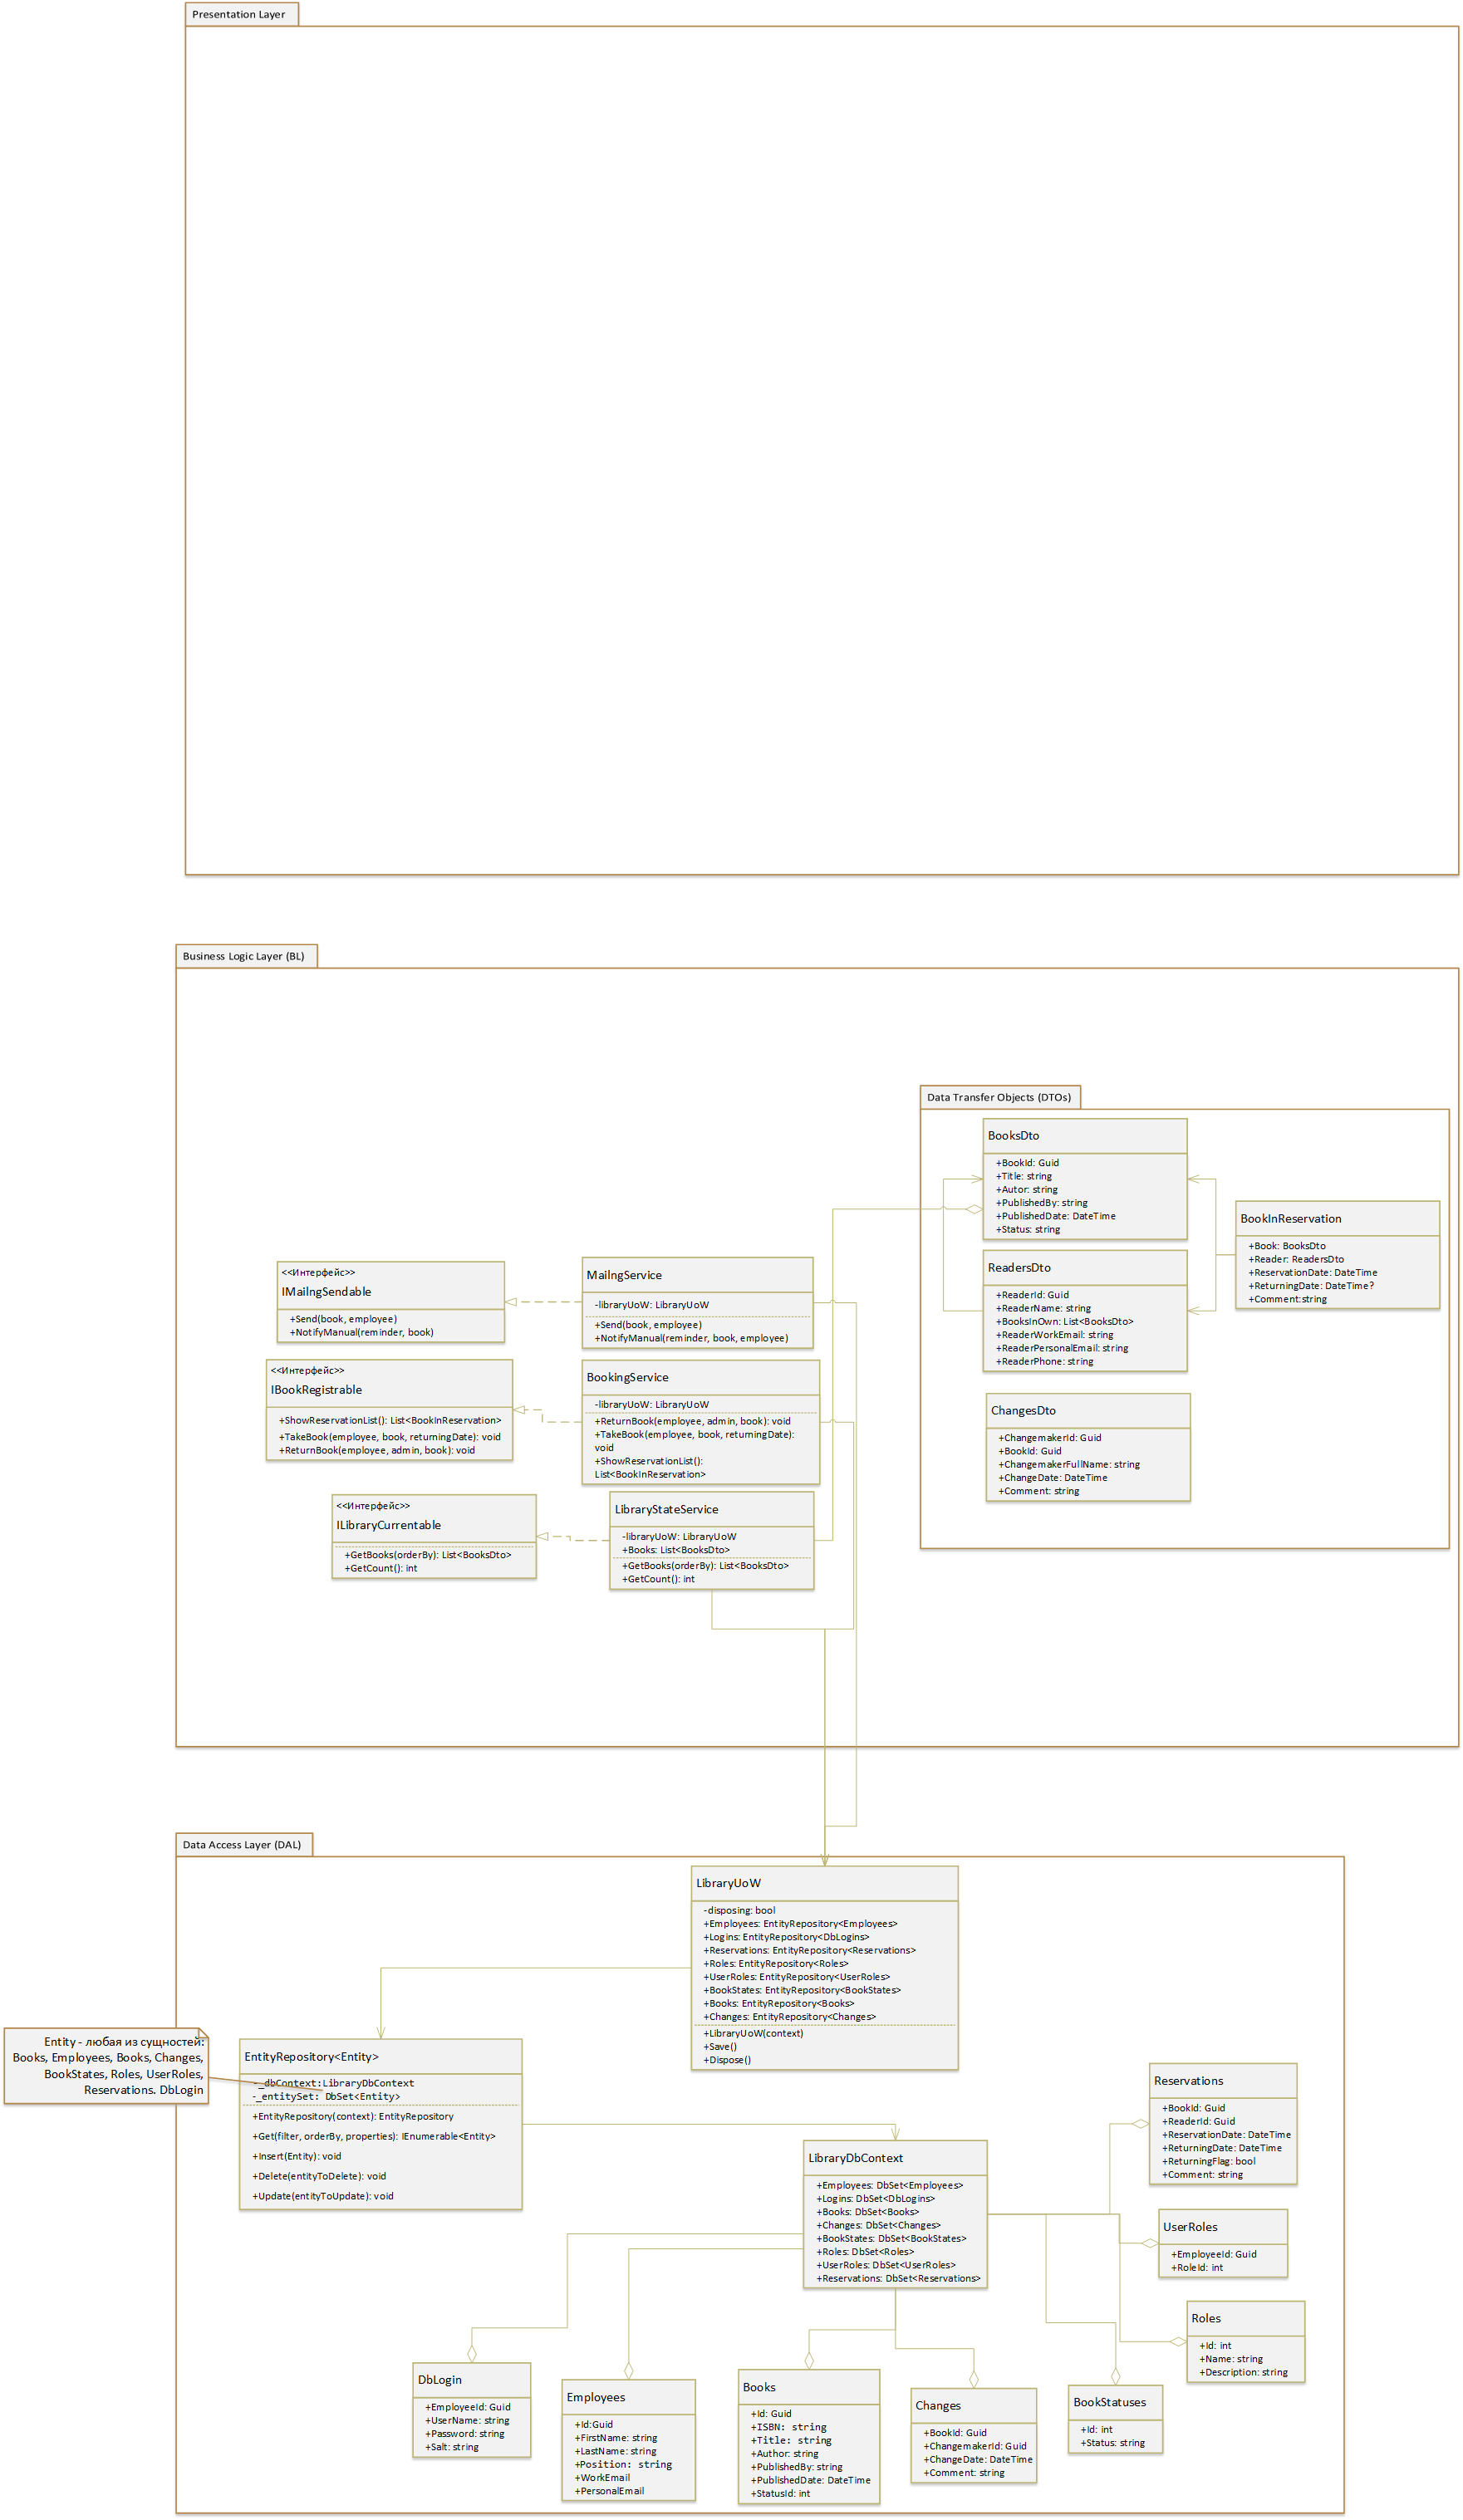 Presentation Layer
Business Logic Layer (BL)
Data Transfer Objects (DTOs)
BooksDto
+BookId: Guid
+Title: string
+Autor: string
+PublishedBy: string
+PublishedDate: DateTime
+Status: string
BookInReservation
+Book: BooksDto
+Reader: ReadersDto
+ReservationDate: DateTime
+ReturningDate: DateTime?
+Comment:string
ReadersDto
+ReaderId: Guid
+ReaderName: string
+BooksInOwn: List<BooksDto>
+ReaderWorkEmail: string
+ReaderPersonalEmail: string
+ReaderPhone: string
ChangesDto
+ChangemakerId: Guid
+BookId: Guid
+ChangemakerFullName: string
+ChangeDate: DateTime
+Comment: string
<<Интерфейс>>
IMailngSendable
+Send(book, employee)
+NotifyManual(reminder, book)
MailngService
-libraryUoW: LibraryUoW
+Send(book, employee)
+NotifyManual(reminder, book, employee)
<<Интерфейс>>
IBookRegistrable
+ShowReservationList(): List<BookInReservation>
+TakeBook(employee, book, returningDate): void
+ReturnBook(employee, admin, book): void
BookingService
-libraryUoW: LibraryUoW
+ReturnBook(employee, admin, book): void
+TakeBook(employee, book, returningDate):
void
+ShowReservationList():
List<BookInReservation>
<<Интерфейс>>
ILibraryCurrentable
+GetBooks(orderBy): List<BooksDto>
+GetCount(): int
LibraryStateService
-libraryUoW: LibraryUoW
+Books: List<BooksDto>
+GetBooks(orderBy): List<BooksDto>
+GetCount(): int
Data Access Layer (DAL)
LibraryUoW
-disposing: bool
+Employees: EntityRepository<Employees>
+Logins: EntityRepository<DbLogins>
+Reservations: EntityRepository<Reservations>
+Roles: EntityRepository<Roles>
+UserRoles: EntityRepository<UserRoles>
+BookStates: EntityRepository<BookStates>
+Books: EntityRepository<Books>
+Changes: EntityRepository<Changes>
+LibraryUoW(context)
+Save()
+Dispose()
Entity - любая из сущностей:
Books, Employees, Books, Changes,
BookStates, Roles, UserRoles,
Reservations. DbLogin
EntityRepository<Entity>
-_dbContext:LibraryDbContext
-_entitySet: DbSet<Entity>
+EntityRepository(context): EntityRepository
+Get(filter, orderBy, properties): IEnumerable<Entity>
+Insert(Entity): void
+Delete(entityToDelete): void
+Update(entityToUpdate): void
LibraryDbContext
+Employees: DbSet<Employees>
+Logins: DbSet<DbLogins>
+Books: DbSet<Books>
+Changes: DbSet<Changes>
+BookStates: DbSet<BookStates>
+Roles: DbSet<Roles>
+UserRoles: DbSet<UserRoles>
+Reservations: DbSet<Reservations>
Reservations
+BookId: Guid
+ReaderId: Guid
+ReservationDate: DateTime
+ReturningDate: DateTime
+ReturningFlag: bool
+Comment: string
UserRoles
+EmployeeId: Guid
+RoleId: int
Roles
+Id: int
+Name: string
+Description: string
DbLogin
+EmployeeId: Guid
+UserName: string
+Password: string
+Salt: string
Employees
+Id:Guid
+FirstName: string
+LastName: string
+Position: string
+WorkEmail
+PersonalEmail
Books
+Id: Guid
+ISBN: string
+Title: string
+Author: string
+PublishedBy: string
+PublishedDate: DateTime
+StatusId: int
Changes
+BookId: Guid
+ChangemakerId: Guid
+ChangeDate: DateTime
+Comment: string
BookStatuses
+Id: int
+Status: string